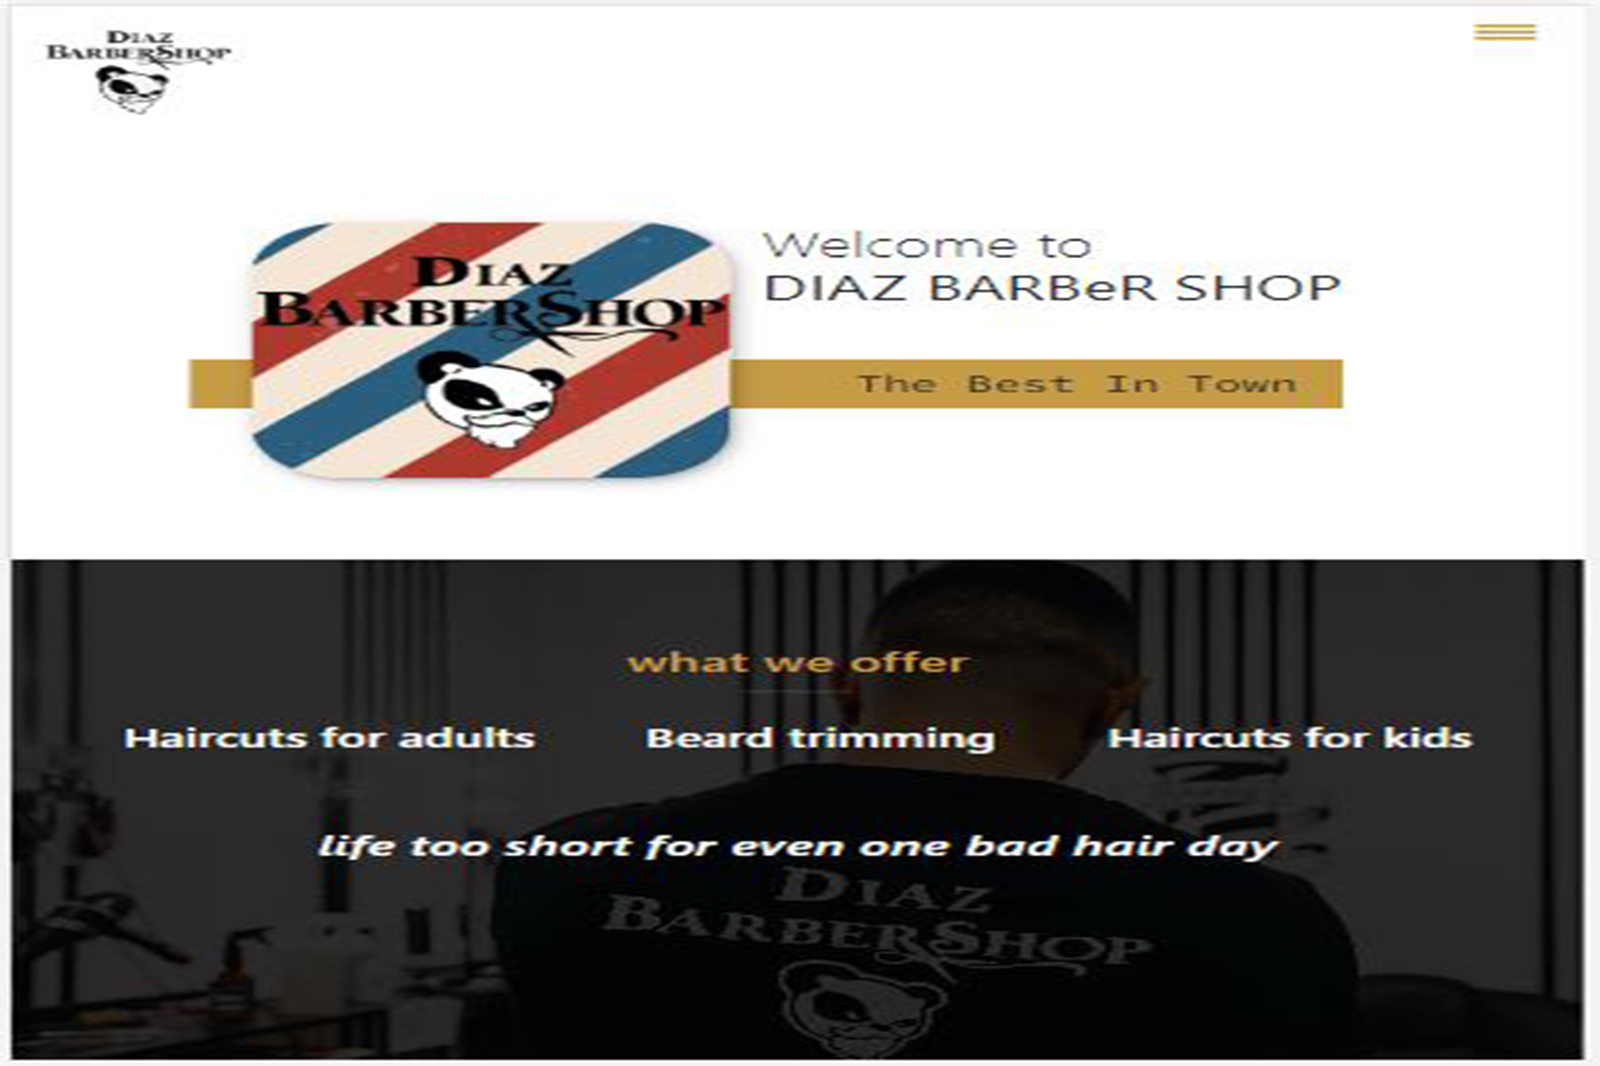 DIAZ
BARBERSHOP
Welcome to
DIAZ BARBeR SHOP
DIAZ
BARBERSHOP
The Best In Town
what we offer
Haircuts for adults Beard trimming Haircuts for kids
life too short for even one bad hair day
DIAZ
BARBERSHOP